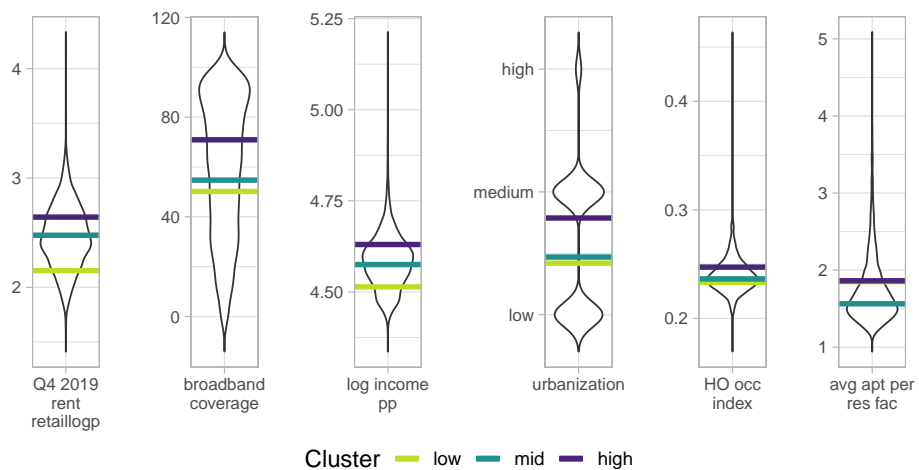 4
3
2
120
80
40
0
5.25
5.00
4.75
4.50
high
medium
low
0.4
0.3
0.2
5
4
3
2
1
Q4 2019
rent
retaillogp
broadband
coverage
log income
pp
urbanization
HO occ
index
avg apt per
res fac
Cluster low mid high